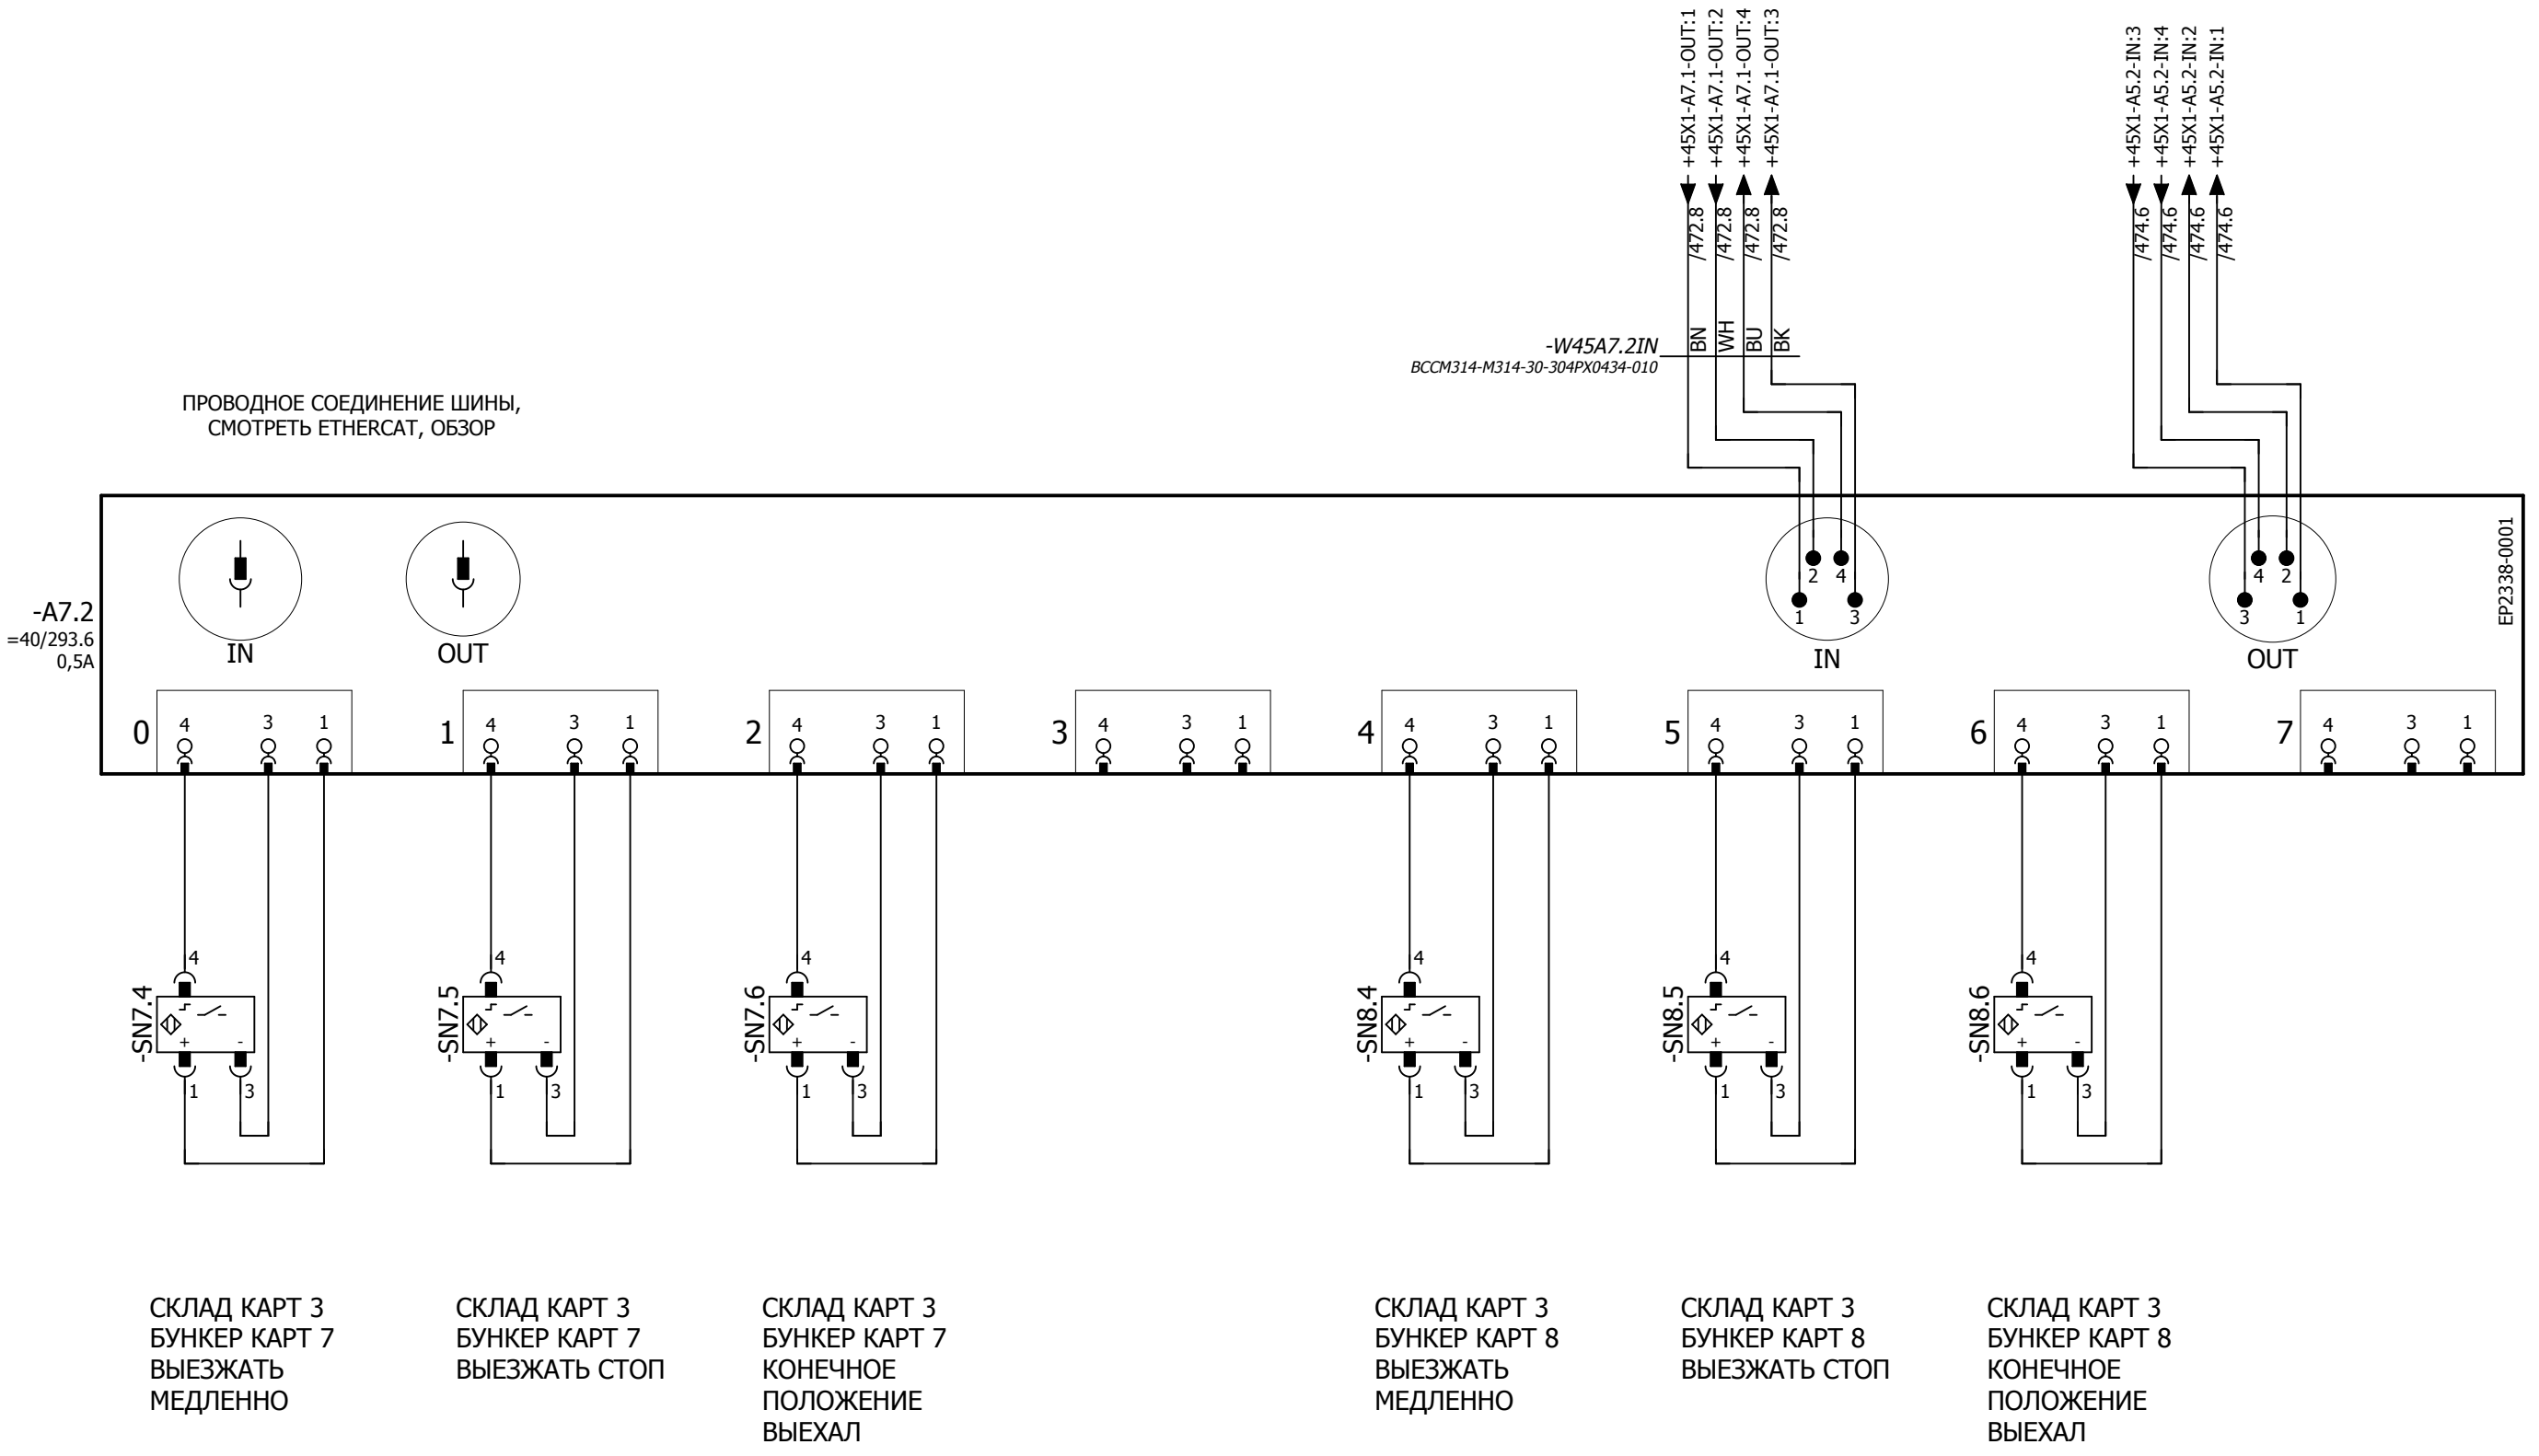 +45X1-A7.1-OUT:1
+45X1-A7.1-OUT:2
+45X1-A7.1-OUT:4
+45X1-A7.1-OUT:3
+45X1-A5.2-IN:3
+45X1-A5.2-IN:4
+45X1-A5.2-IN:2
+45X1-A5.2-IN:1
/472.8
/472.8
/472.8
/472.8
/474.6
/474.6
/474.6
/474.6
-W45A7.2IN
BCCM314-M314-30-304PX0434-010
BN
WH
BU
BK
ПРОВОДНОЕ СОЕДИНЕНИЕ ШИНЫ,
СМОТРЕТЬ ETHERCAT, ОБЗОР
-A7.2
=40/293.6
0,5A
IN
OUT
2 4
1 3
IN
4 2
3 1
OUT
EP2338-0001
0 4 3 1
1 4 3 1
2 4 3 1
3 4 3 1
4 4 3 1
5 4 3 1
6 4 3 1
7 4 3 1
-SN7.4
4
+ -
1 3
-SN7.5
4
+ -
1 3
-SN7.6
4
+ -
1 3
-SN8.4
4
+ -
1 3
-SN8.5
4
+ -
1 3
-SN8.6
4
+ -
1 3
СКЛАД КАРТ 3
БУНКЕР КАРТ 7
ВЫЕЗЖАТЬ
МЕДЛЕННО
СКЛАД КАРТ 3
БУНКЕР КАРТ 7
ВЫЕЗЖАТЬ СТОП
СКЛАД КАРТ 3
БУНКЕР КАРТ 7
КОНЕЧНОЕ
ПОЛОЖЕНИЕ
ВЫЕХАЛ
СКЛАД КАРТ 3
БУНКЕР КАРТ 8
ВЫЕЗЖАТЬ
МЕДЛЕННО
СКЛАД КАРТ 3
БУНКЕР КАРТ 8
ВЫЕЗЖАТЬ СТОП
СКЛАД КАРТ 3
БУНКЕР КАРТ 8
КОНЕЧНОЕ
ПОЛОЖЕНИЕ
ВЫЕХАЛ